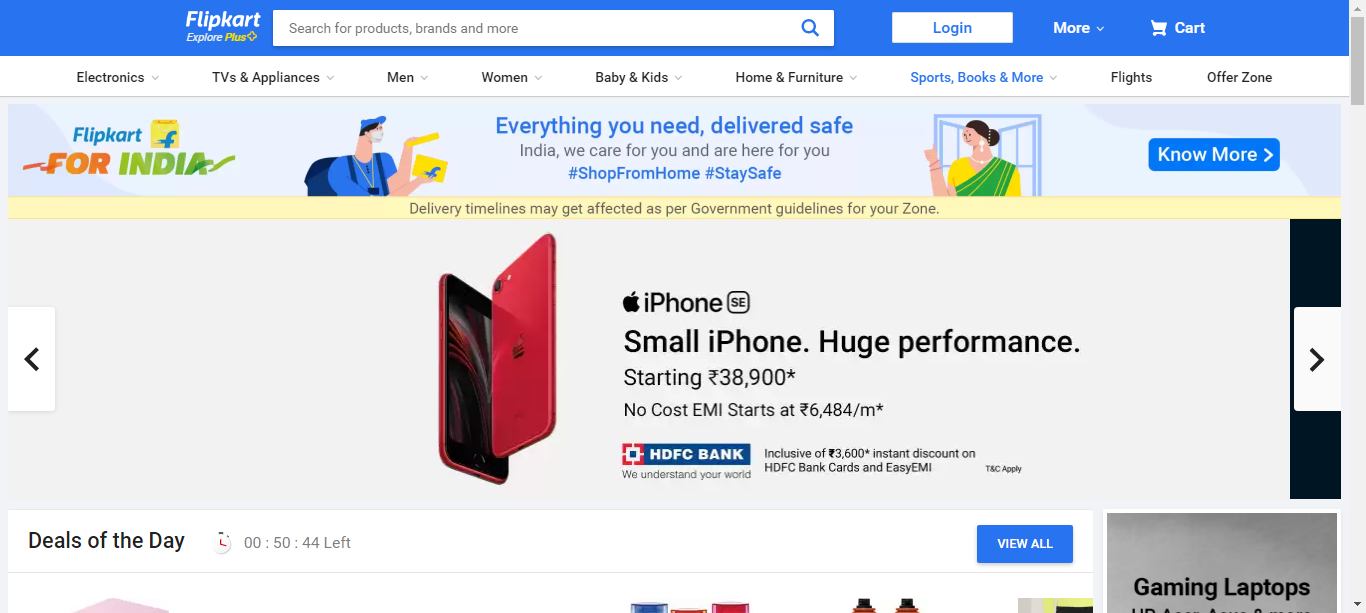 Flipkart
Explore Plus
Search for products, brands and more
Login
More
Cart
Electronics
TVs & Appliances
Men
Women
Baby & Kids
Home & Furniture
Sports, Books & More
Flights
Offer Zone
Flipkart
FOR INDIA
Everything you need, delivered safe
India, we care for you and are here for you
#ShopFromHome #StaySafe
Know More
Delivery timelines may get affected as per Government guidelines for your Zone.
iPhone SE
Small iPhone. Huge performance.
Starting ₹38,900*
No Cost EMI Starts at ₹6,484/m*
HDFC BANK
We understand your world
Inclusive of ₹3,600* instant discount on
HDFC Bank Cards and EasyEMI
T&C Apply
Deals of the Day
00 : 50 : 44 Left
VIEW ALL
Gaming Laptops